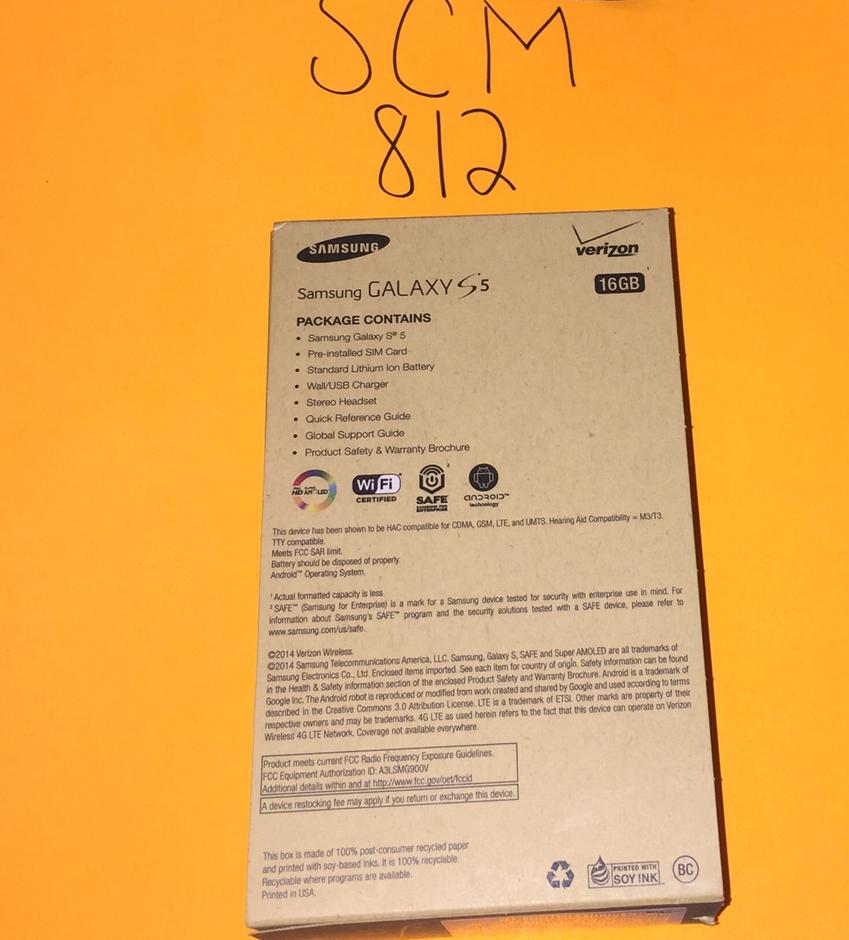 SCM
812
SAMSUNG
verizon
Samsung GALAXY S5
16GB
PACKAGE CONTAINS
• Samsung Galaxy S® 5
• Pre-installed SIM Card
• Standard Lithium Ion Battery
• Wall/USB Charger
• Stereo Headset
• Quick Reference Guide
• Global Support Guide
• Product Safety & Warranty Brochure
HD AMOLED
Wi Fi
CERTIFIED
2
SAFE™
SAMSUNG FOR
ENTERPRISE
ANDROID™
technology
This device has been shown to be HAC compatible for CDMA, GSM, LTE, and UMTS. Hearing Aid Compatibility = M3/T3.
TTY compatible.
Meets FCC SAR limit.
Battery should be disposed of properly.
Android™ Operating System.
¹ Actual formatted capacity is less.
² SAFE™ (Samsung for Enterprise) is a mark for a Samsung device tested for security with enterprise use in mind. For
information about Samsung's SAFE™ program and the security solutions tested with a SAFE device, please refer to
www.samsung.com/us/safe.
©2014 Verizon Wireless.
©2014 Samsung Telecommunications America, LLC. Samsung, Galaxy S, SAFE and Super AMOLED are all trademarks of
Samsung Electronics Co., Ltd. Enclosed items imported. See each item for country of origin. Safety information can be found
in the Health & Safety information section of the enclosed Product Safety and Warranty Brochure. Android is a trademark of
Google Inc. The Android robot is reproduced or modified from work created and shared by Google and used according to terms
described in the Creative Commons 3.0 Attribution License. LTE is a trademark of ETSI. Other marks are property of their
respective owners and may be trademarks. 4G LTE as used herein refers to the fact that this device can operate on Verizon
Wireless 4G LTE Network. Coverage not available everywhere.
Product meets current FCC Radio Frequency Exposure Guidelines.
FCC Equipment Authorization ID: A3LSMG900V
Additional details within and at http://www.fcc.gov/oet/fccid
A device restocking fee may apply if you return or exchange this device.
This box is made of 100% post-consumer recycled paper
and printed with soy-based inks. It is 100% recyclable.
Recyclable where programs are available.
Printed in USA.
PRINTED WITH
SOY INK™
BC